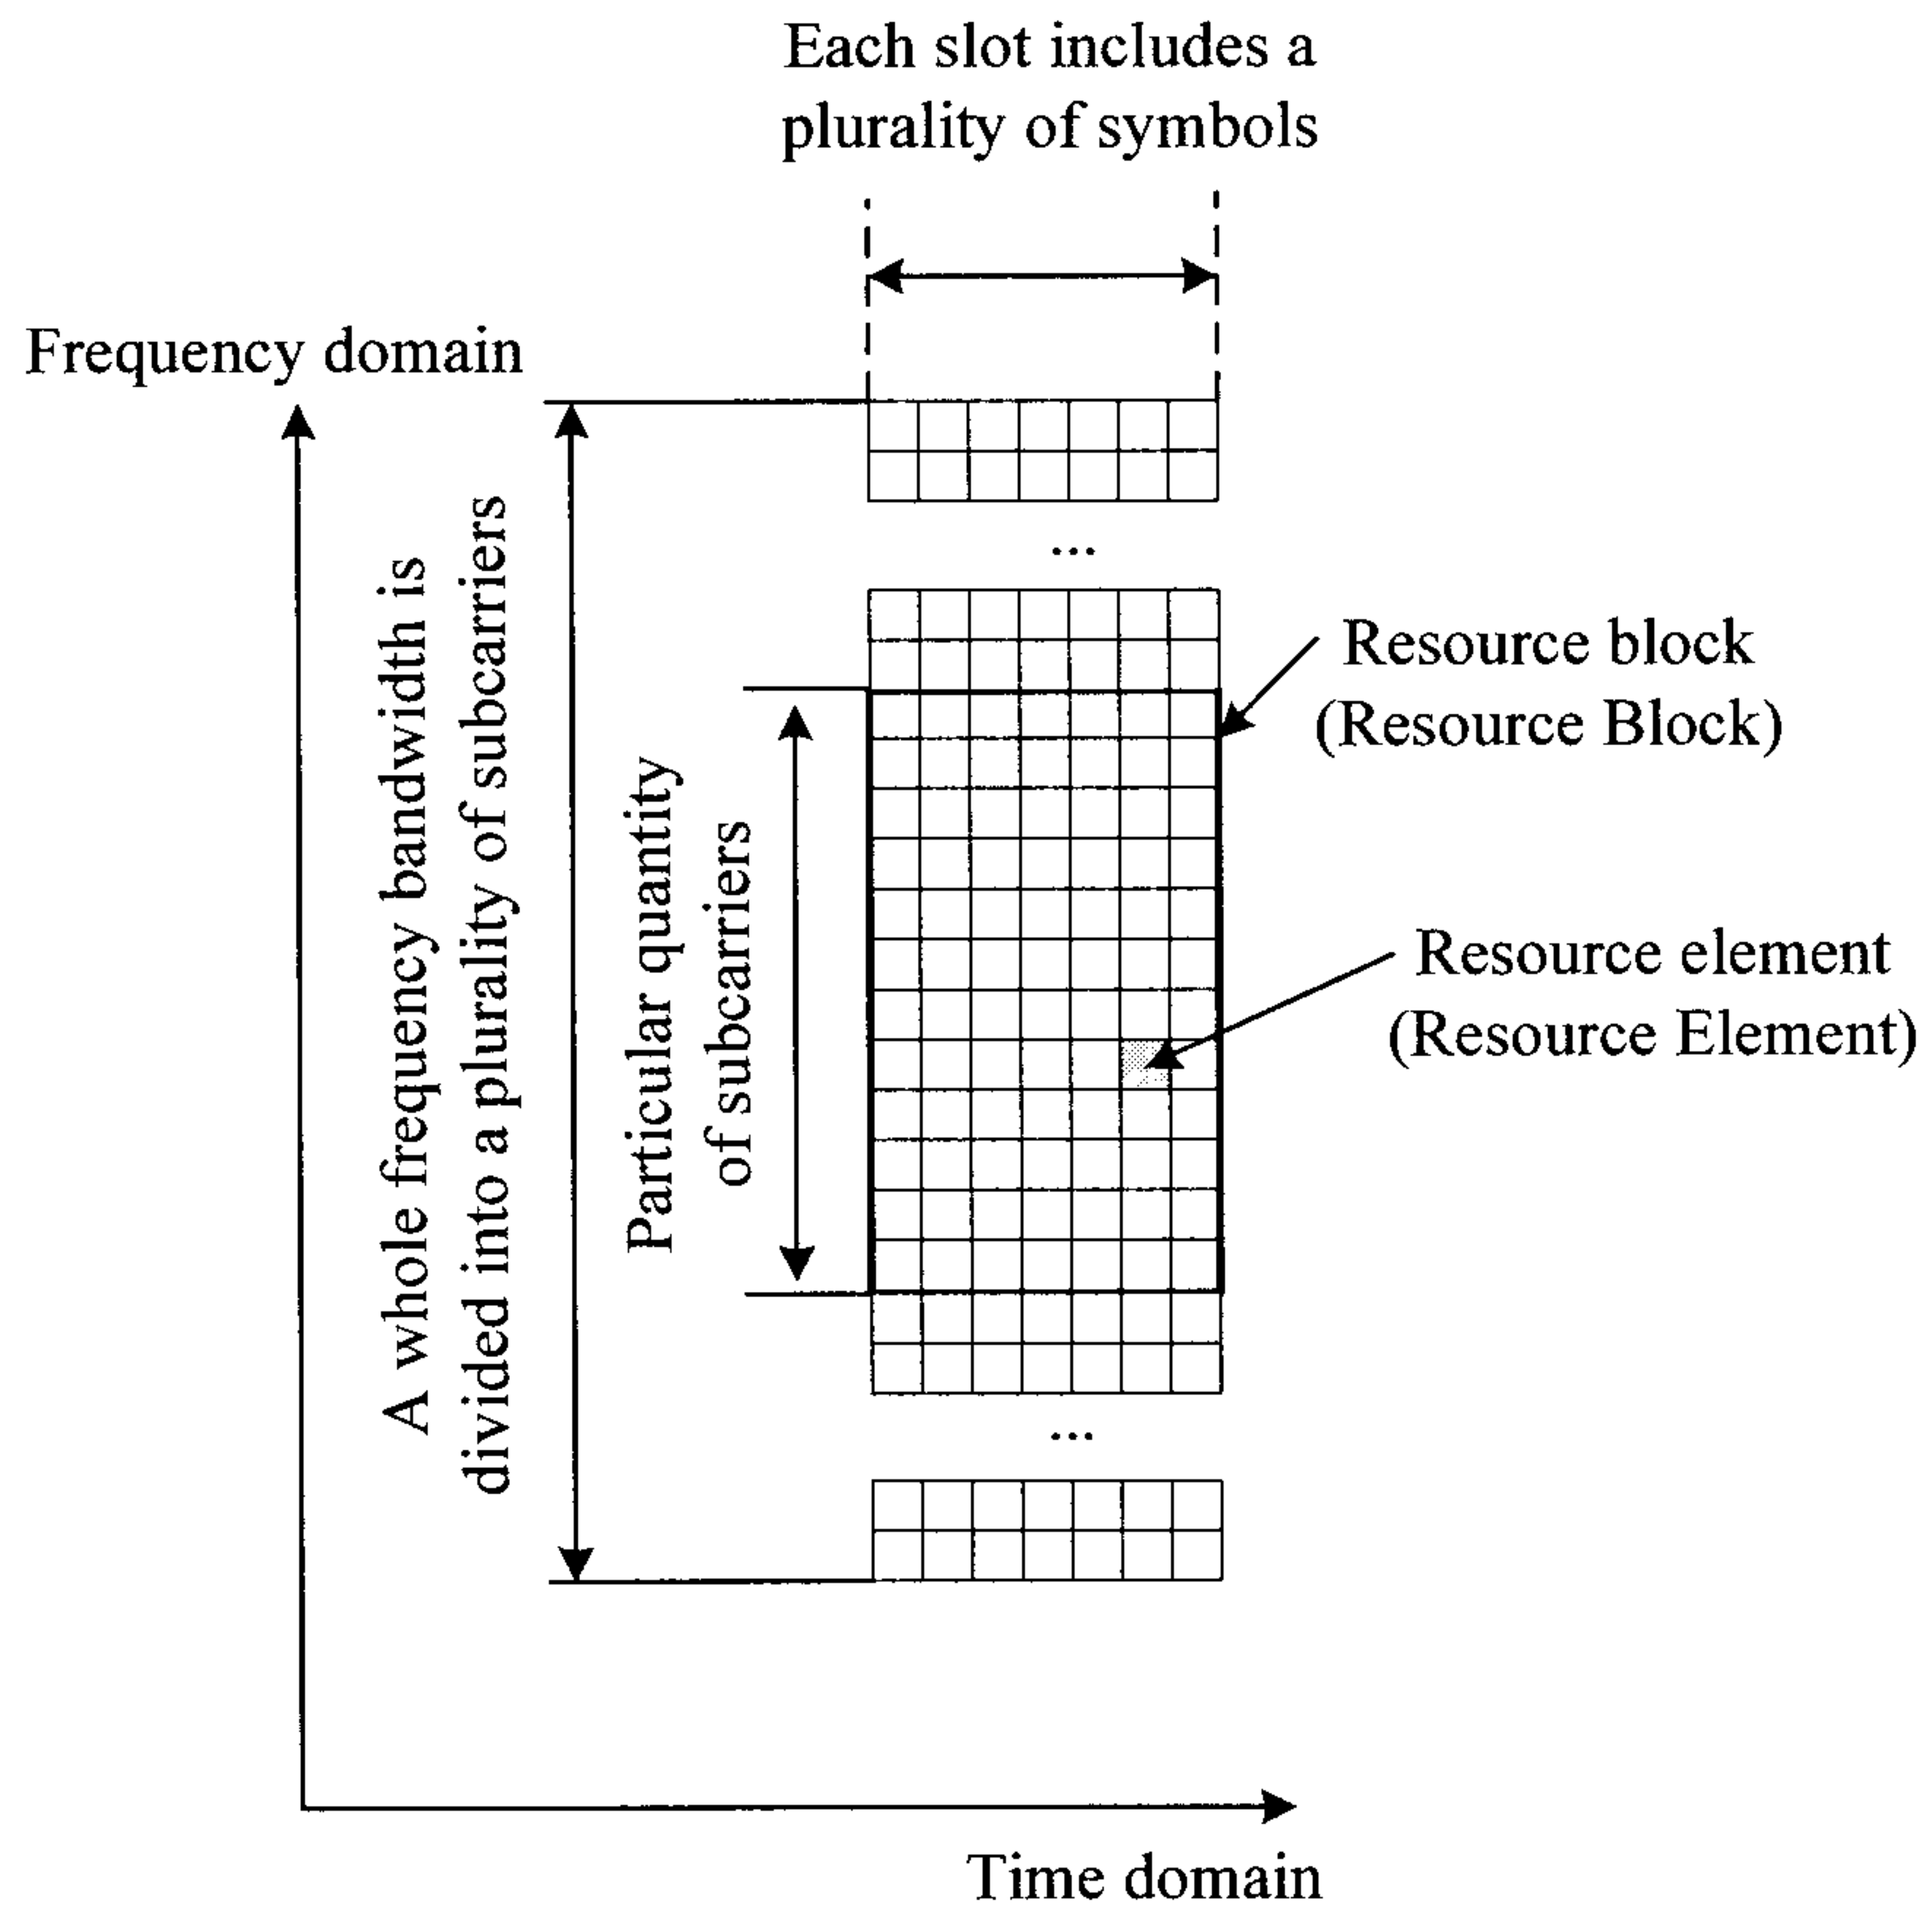 Each slot includes a
plurality of symbols
Frequency domain
A whole frequency bandwidth is
divided into a plurality of subcarriers
Particular quantity
of subcarriers
...
Resource block
(Resource Block)
Resource element
(Resource Element)
...
Time domain